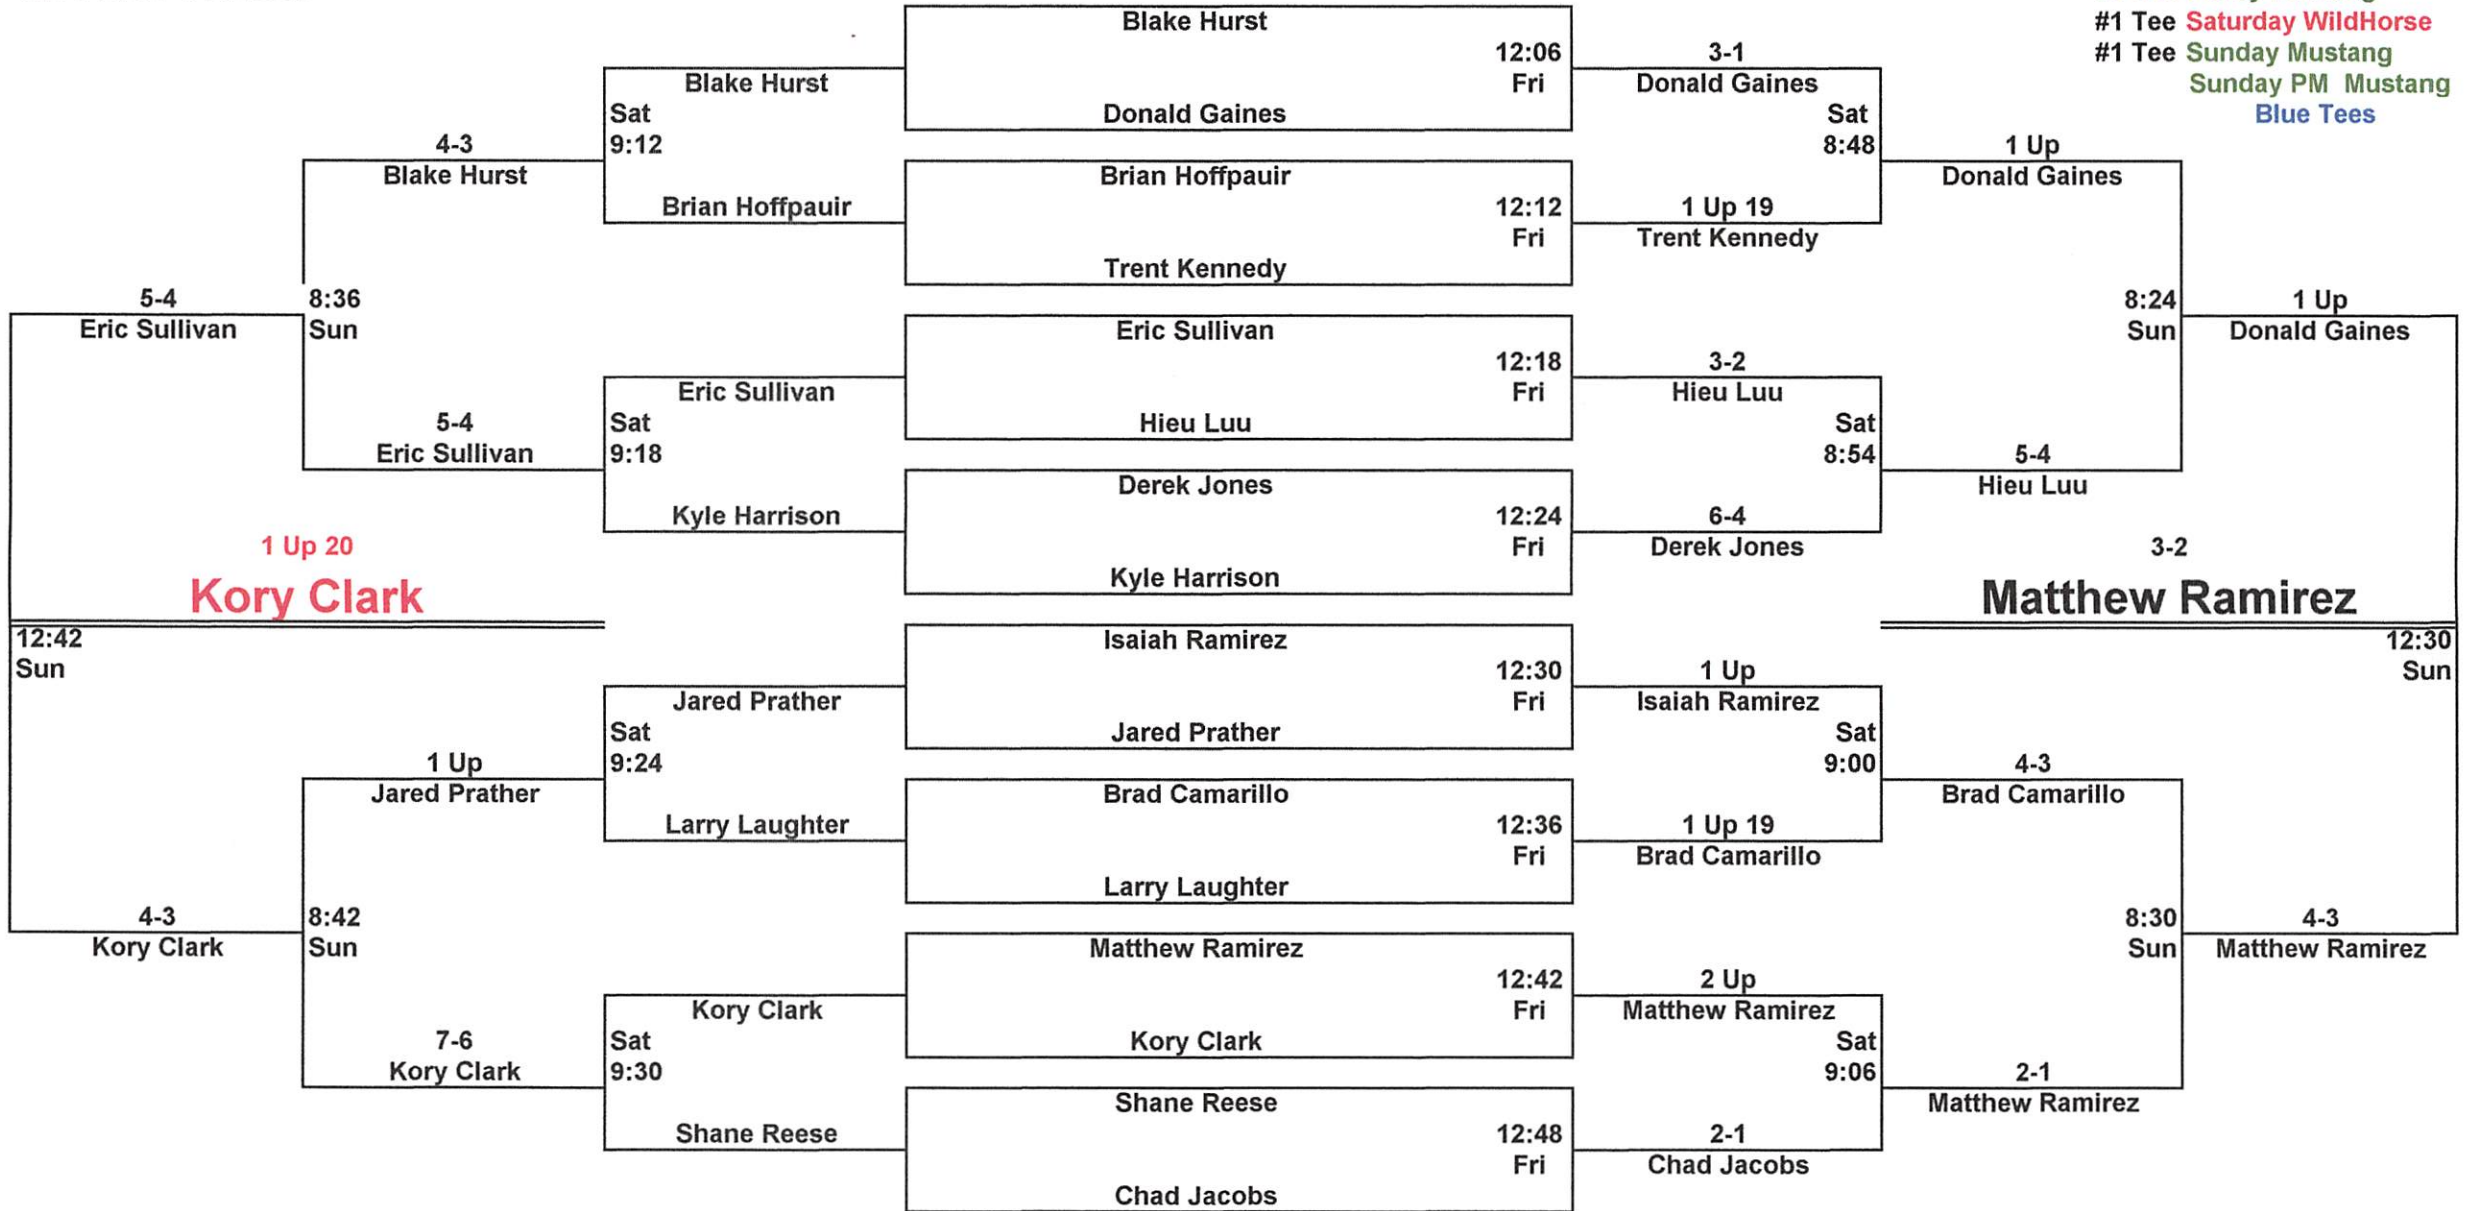 Blake Hurst
#1 Tee Saturday WildHorse
12:06
3-1
#1 Tee Sunday Mustang
Blake Hurst
Fri
Donald Gaines
Sunday PM Mustang
Sat
Donald Gaines
Sat
Blue Tees
4-3
9:12
8:48
1 Up
Blake Hurst
Brian Hoffpauir
Donald Gaines
Brian Hoffpauir
12:12
1 Up 19
Fri
Trent Kennedy
Trent Kennedy
5-4
8:36
8:24
1 Up
Eric Sullivan
Sun
Eric Sullivan
Sun
Donald Gaines
12:18
3-2
Eric Sullivan
Fri
Hieu Luu
5-4
Sat
Hieu Luu
Sat
Eric Sullivan
9:18
8:54
5-4
Derek Jones
Hieu Luu
Kyle Harrison
12:24
6-4
1 Up 20
Fri
Derek Jones
3-2
Kory Clark
Kyle Harrison
Matthew Ramirez
12:42
Isaiah Ramirez
12:30
Sun
12:30
1 Up
Sun
Jared Prather
Fri
Isaiah Ramirez
Sat
Jared Prather
Sat
1 Up
9:24
9:00
4-3
Jared Prather
Brad Camarillo
Brad Camarillo
Larry Laughter
12:36
1 Up 19
Fri
Brad Camarillo
Larry Laughter
4-3
8:42
8:30
4-3
Kory Clark
Sun
Matthew Ramirez
Sun
Matthew Ramirez
12:42
2 Up
Kory Clark
Fri
Matthew Ramirez
7-6
Sat
Kory Clark
Sat
Kory Clark
9:30
9:06
2-1
Shane Reese
Matthew Ramirez
Shane Reese
12:48
2-1
Fri
Chad Jacobs
Chad Jacobs